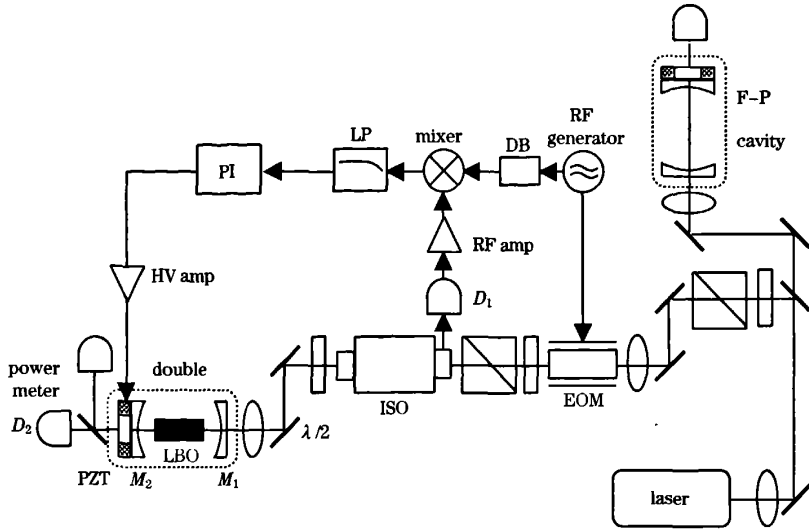 F-P
cavity
RF
generator
DB
mixer
LP
PI
RF amp
HV amp
D₁
ISO
EOM
λ/2
double
power
meter
D₂
PZT
M₂
LBO
M₁
laser